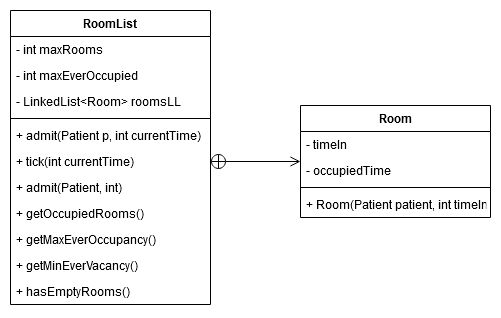 RoomList
- int maxRooms
- int maxEverOccupied
- LinkedList<Room> roomsLL
+ admit(Patient p, int currentTime)
+ tick(int currentTime)
+ admit(Patient, int)
+ getOccupiedRooms()
+ getMaxEverOccupancy()
+ getMinEverVacancy()
+ hasEmptyRooms()
Room
- timeIn
- occupiedTime
+ Room(Patient patient, int timeIn